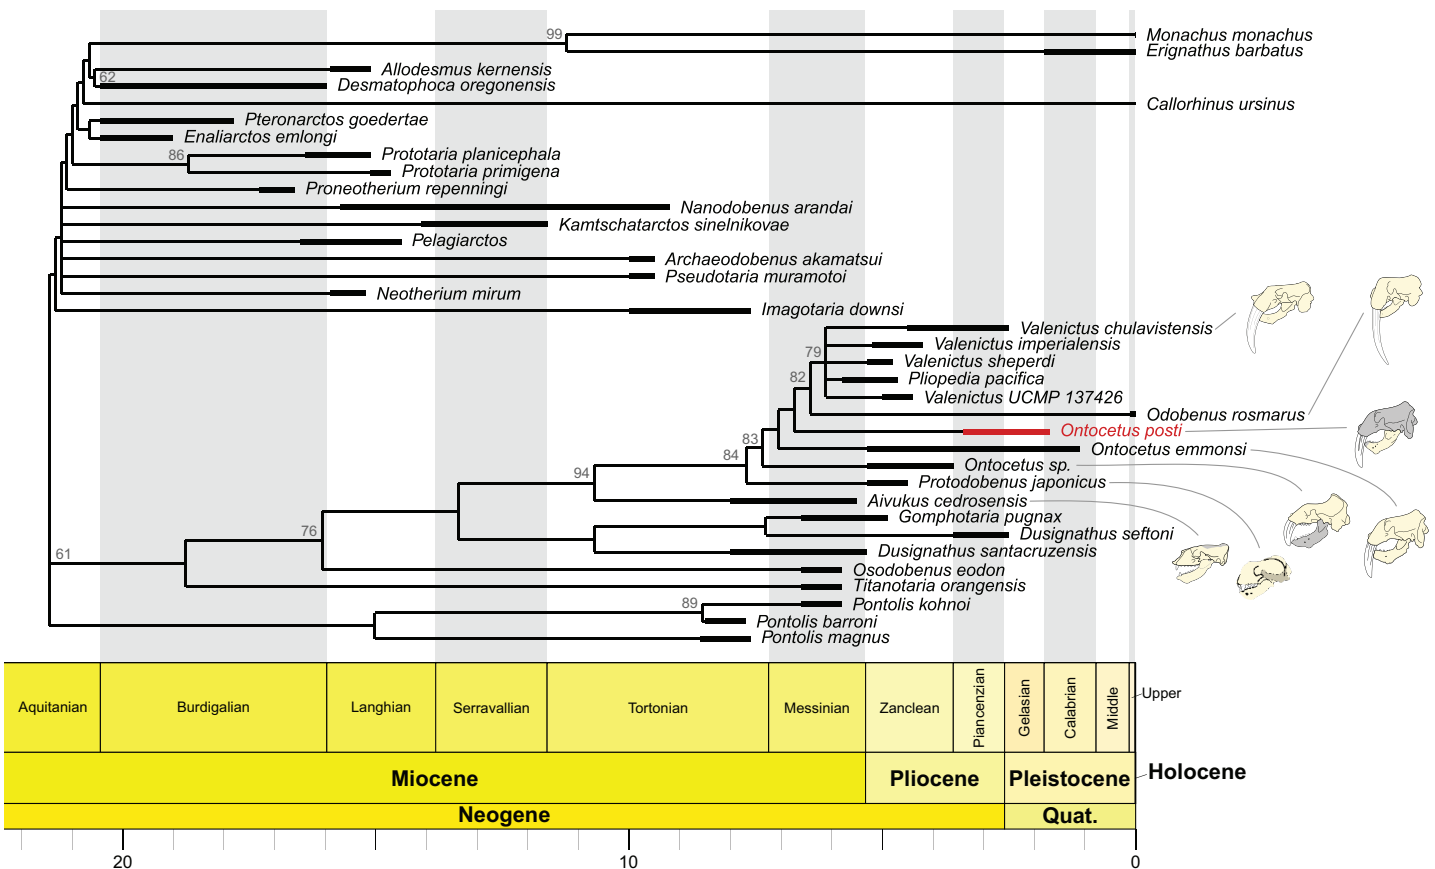 99
Monachus monachus
Erignathus barbatus
Allodesmus kernensis
62
Desmatophoca oregonensis
Callorhinus ursinus
Pteronarctos goedertae
Enaliarctos emlongi
86
Prototaria planicephala
Prototaria primigena
Proneotherium repenningi
Nanodobenus arandai
Kamtschatarctos sinelnikovae
Pelagiarctos
Archaeodobenus akamatsui
Pseudotaria muramotoi
Neotherium mirum
Imagotaria downsi
Valenictus chulavistensis
Valenictus imperialensis
79
Valenictus sheperdi
82
Pliopedia pacifica
Valenictus UCMP 137426
Odobenus rosmarus
Ontocetus posti
83
Ontocetus emmonsi
84
Ontocetus sp.
94
Protodobenus japonicus
Aivukus cedrosensis
Gomphotaria pugnax
76
Dusignathus seftoni
61
Dusignathus santacruzensis
Osodobenus eodon
Titanotaria orangensis
89
Pontolis kohnoi
Pontolis barroni
Pontolis magnus
Aquitanian
Burdigalian
Langhian
Serravallian
Tortonian
Messinian
Zanclean
Piancenzian
Gelasian
Calabrian
Middle
Upper
Miocene
Pliocene
Pleistocene
Holocene
Neogene
Quat.
20
10
0